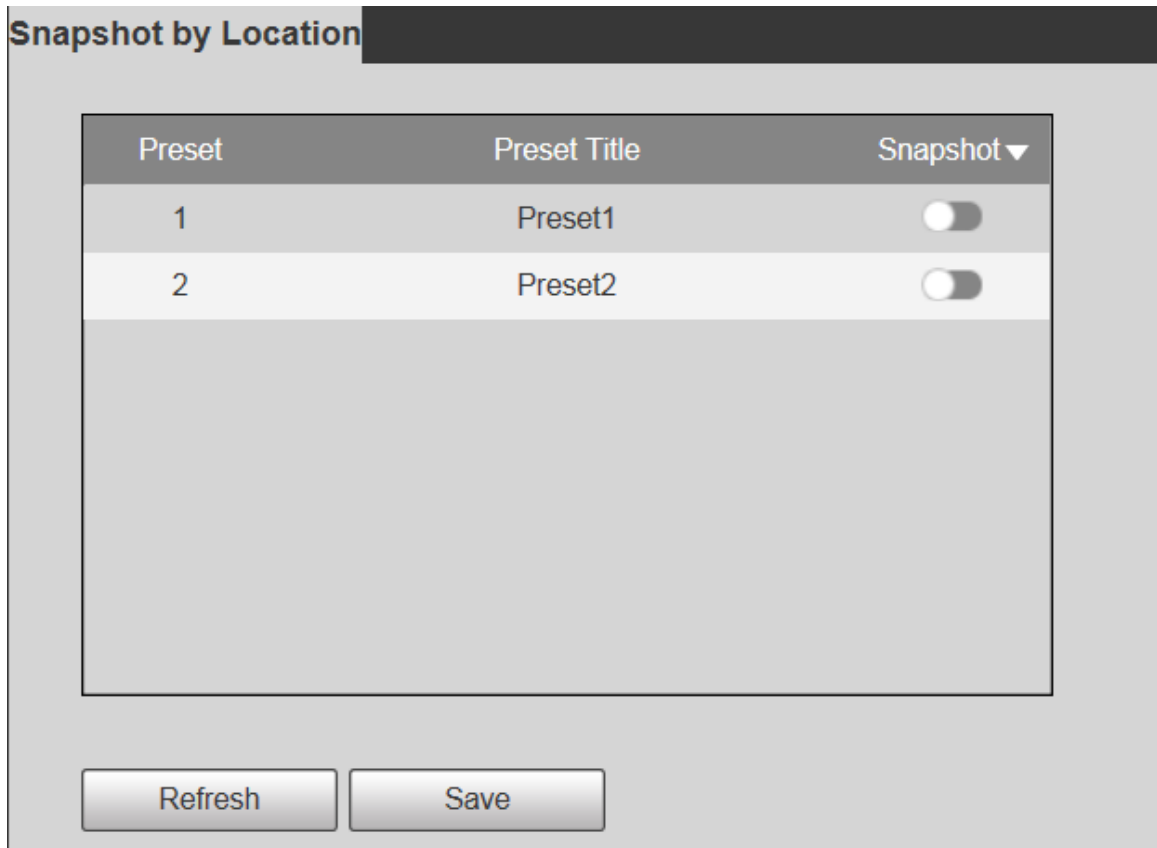 Snapshot by Location
Preset Preset Title Snapshot
1 Preset1
2 Preset2
Refresh Save